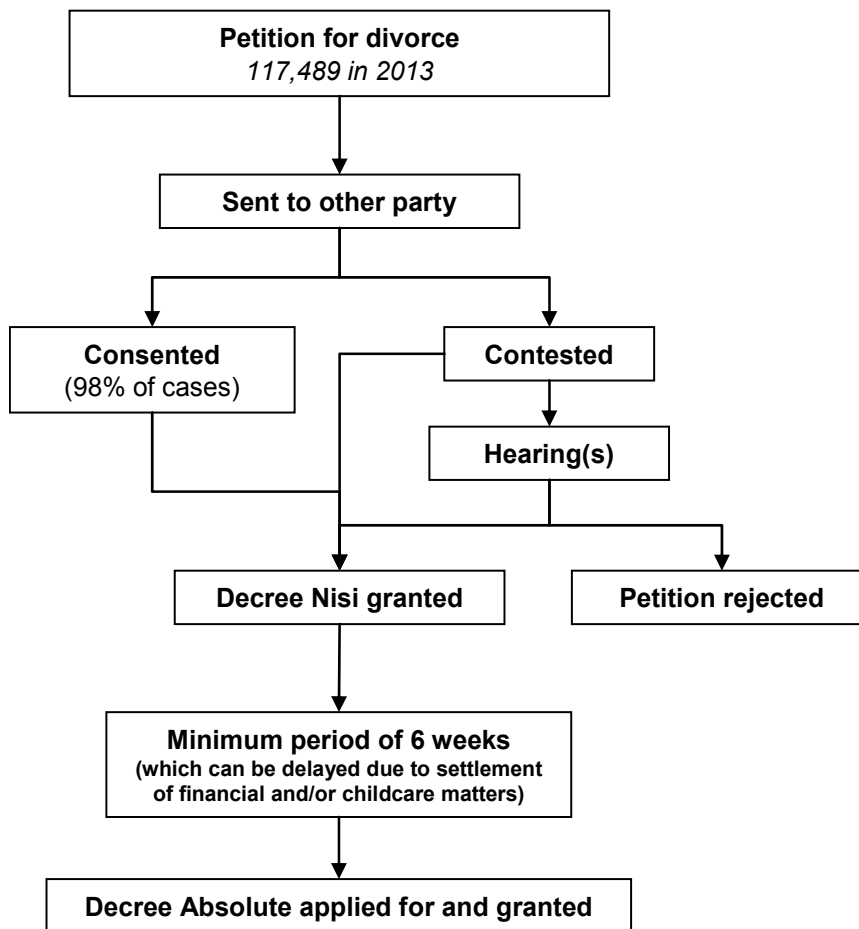 Petition for divorce
117,489 in 2013
Sent to other party
Consented
(98% of cases)
Contested
Hearing(s)
Decree Nisi granted
Petition rejected
Minimum period of 6 weeks
(which can be delayed due to settlement
of financial and/or childcare matters)
Decree Absolute applied for and granted